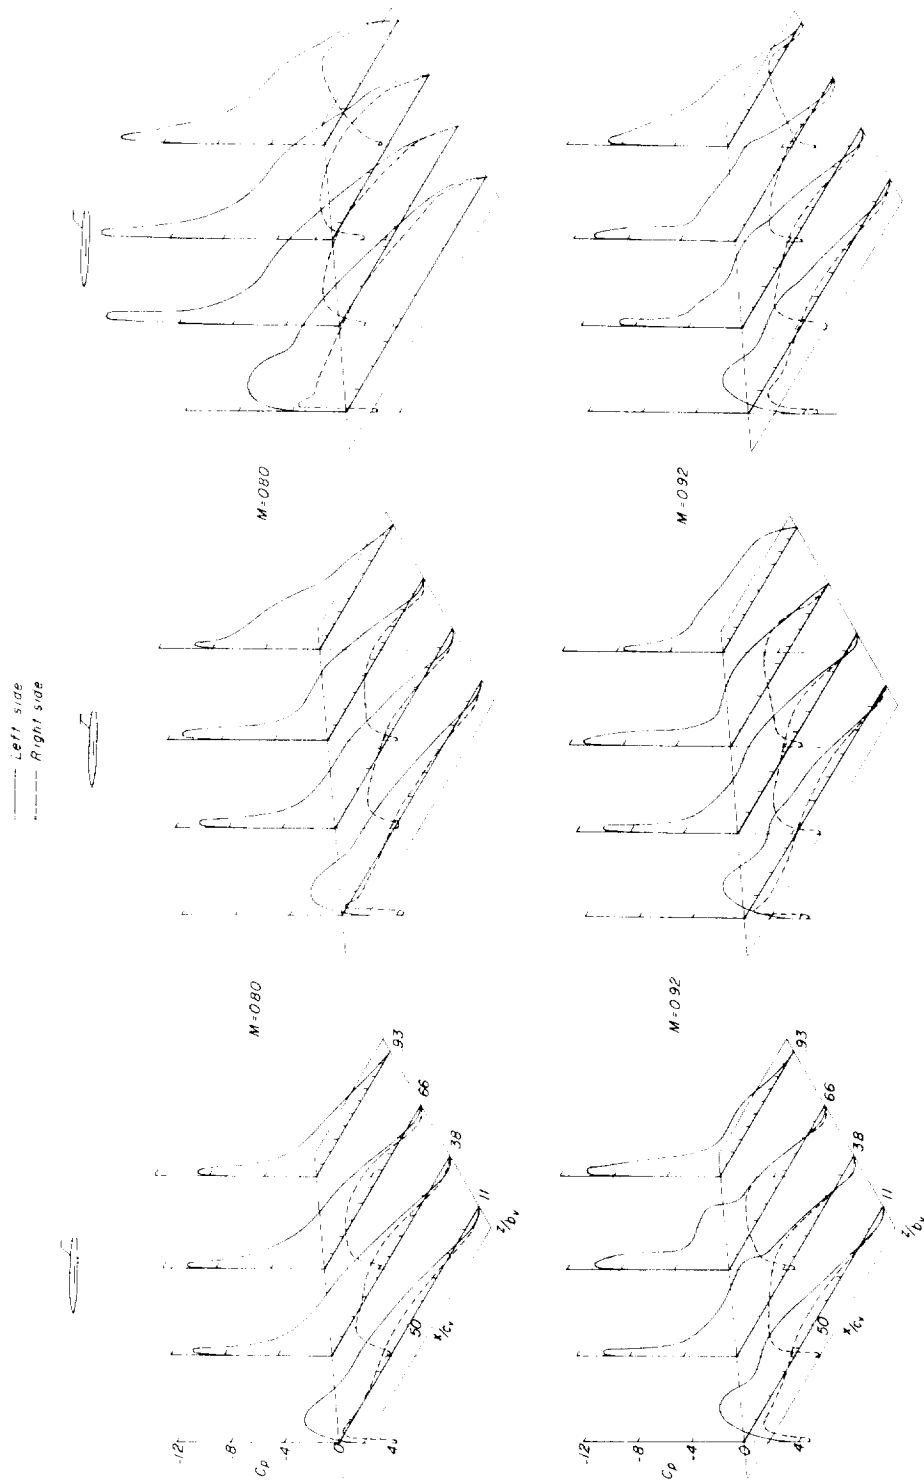 Left side
Right side
M=0.80
M=0.80
-12
-8
-4
0
4
Cp
50
x/cv
11
38
66
93
z/bv
M=0.92
M=0.92
-12
-8
-4
0
4
Cp
50
x/cv
11
38
66
93
z/bv